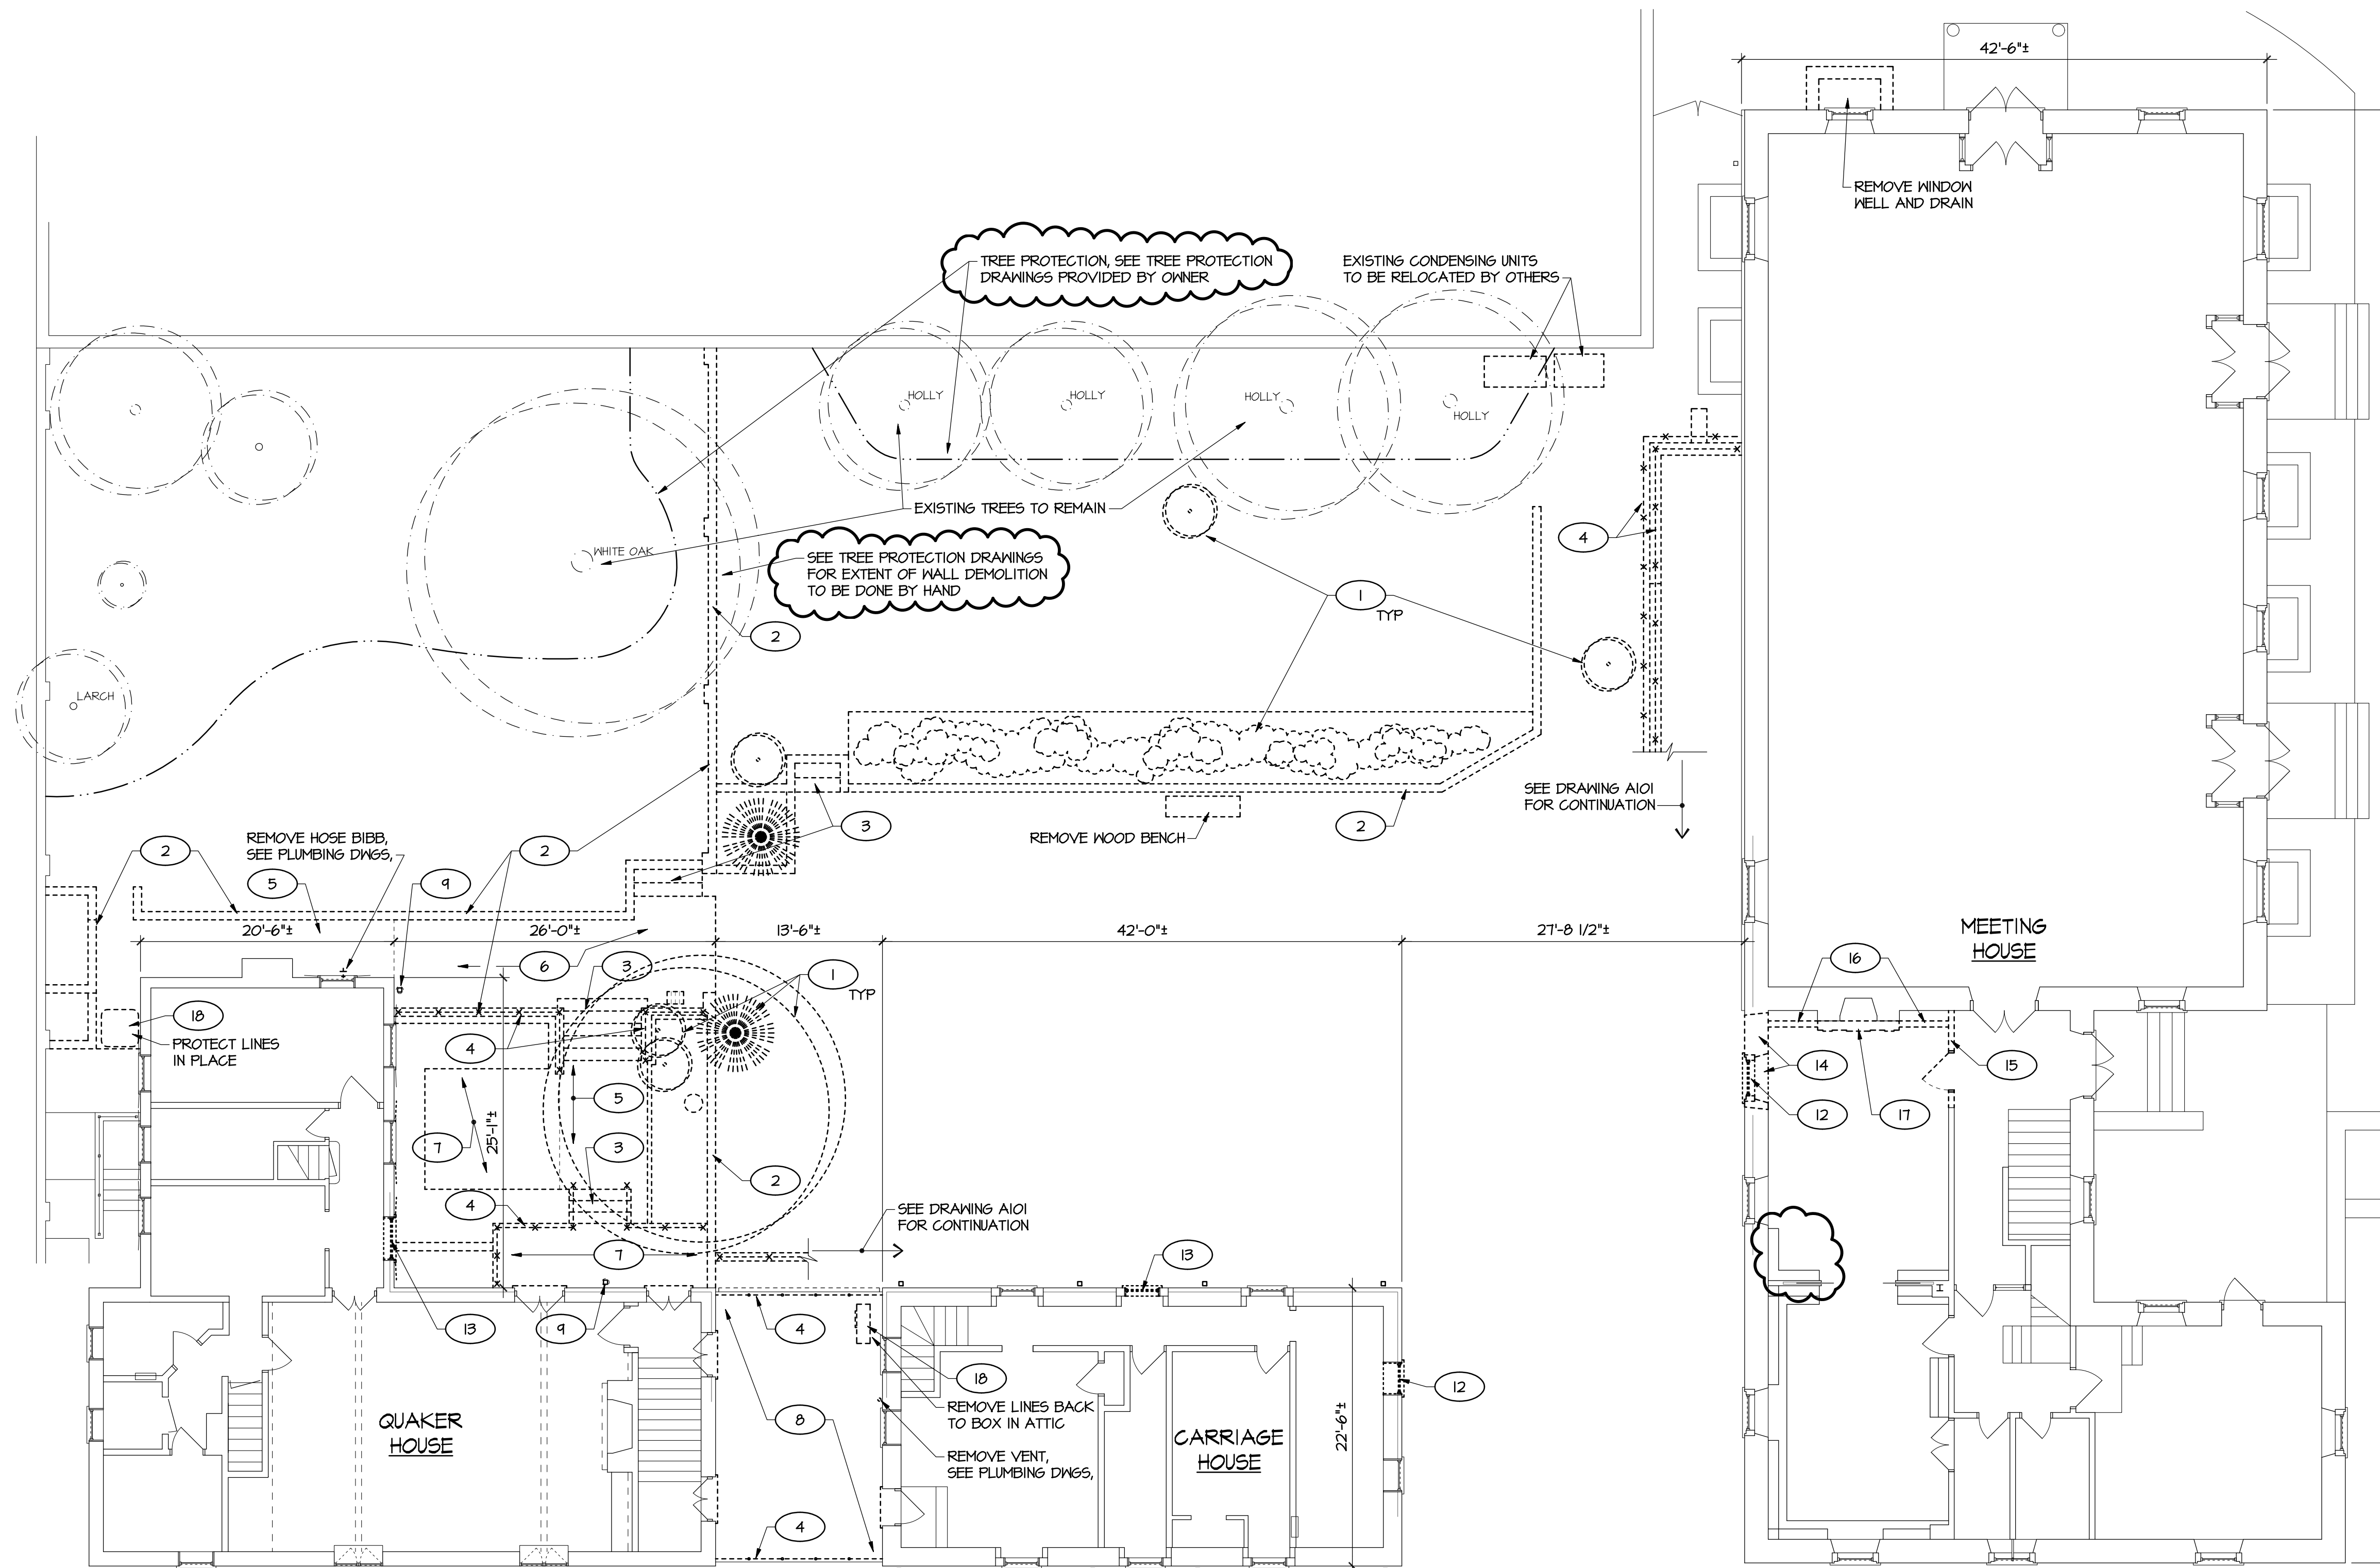 42'-6"±
REMOVE WINDOW
WELL AND DRAIN
TREE PROTECTION, SEE TREE PROTECTION
DRAWINGS PROVIDED BY OWNER
EXISTING CONDENSING UNITS
TO BE RELOCATED BY OTHERS
HOLLY
HOLLY
HOLLY
HOLLY
EXISTING TREES TO REMAIN
4
WHITE OAK
SEE TREE PROTECTION DRAWINGS
FOR EXTENT OF WALL DEMOLITION
TO BE DONE BY HAND
1
TYP
2
LARCH
SEE DRAWING A101
FOR CONTINUATION
3
REMOVE WOOD BENCH
2
REMOVE HOSE BIBB,
SEE PLUMBING DWGS,
2
2
5
9
20'-6"±
26'-0"±
13'-6"±
42'-0"±
27'-8 1/2"±
MEETING
HOUSE
6
3
1
TYP
16
18
PROTECT LINES
IN PLACE
4
14
15
5
12
17
7
25'-1"±
3
2
4
SEE DRAWING A101
FOR CONTINUATION
7
13
13
9
4
18
12
REMOVE LINES BACK
TO BOX IN ATTIC
8
QUAKER
HOUSE
CARRIAGE
HOUSE
22'-6"±
REMOVE VENT,
SEE PLUMBING DWGS,
4